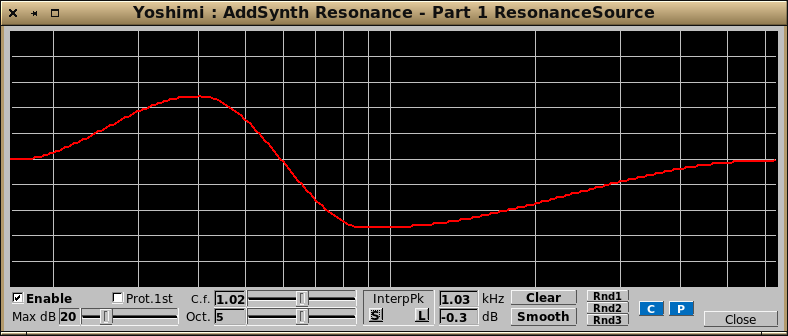 Yoshimi : AddSynth Resonance - Part 1 ResonanceSource
Enable Prot.1st C.f. 1.02 InterpPk 1.03 kHz Clear Rnd1
Max dB 20 Oct. 5 S L -0.3 dB Smooth Rnd2
Rnd3 C P Close